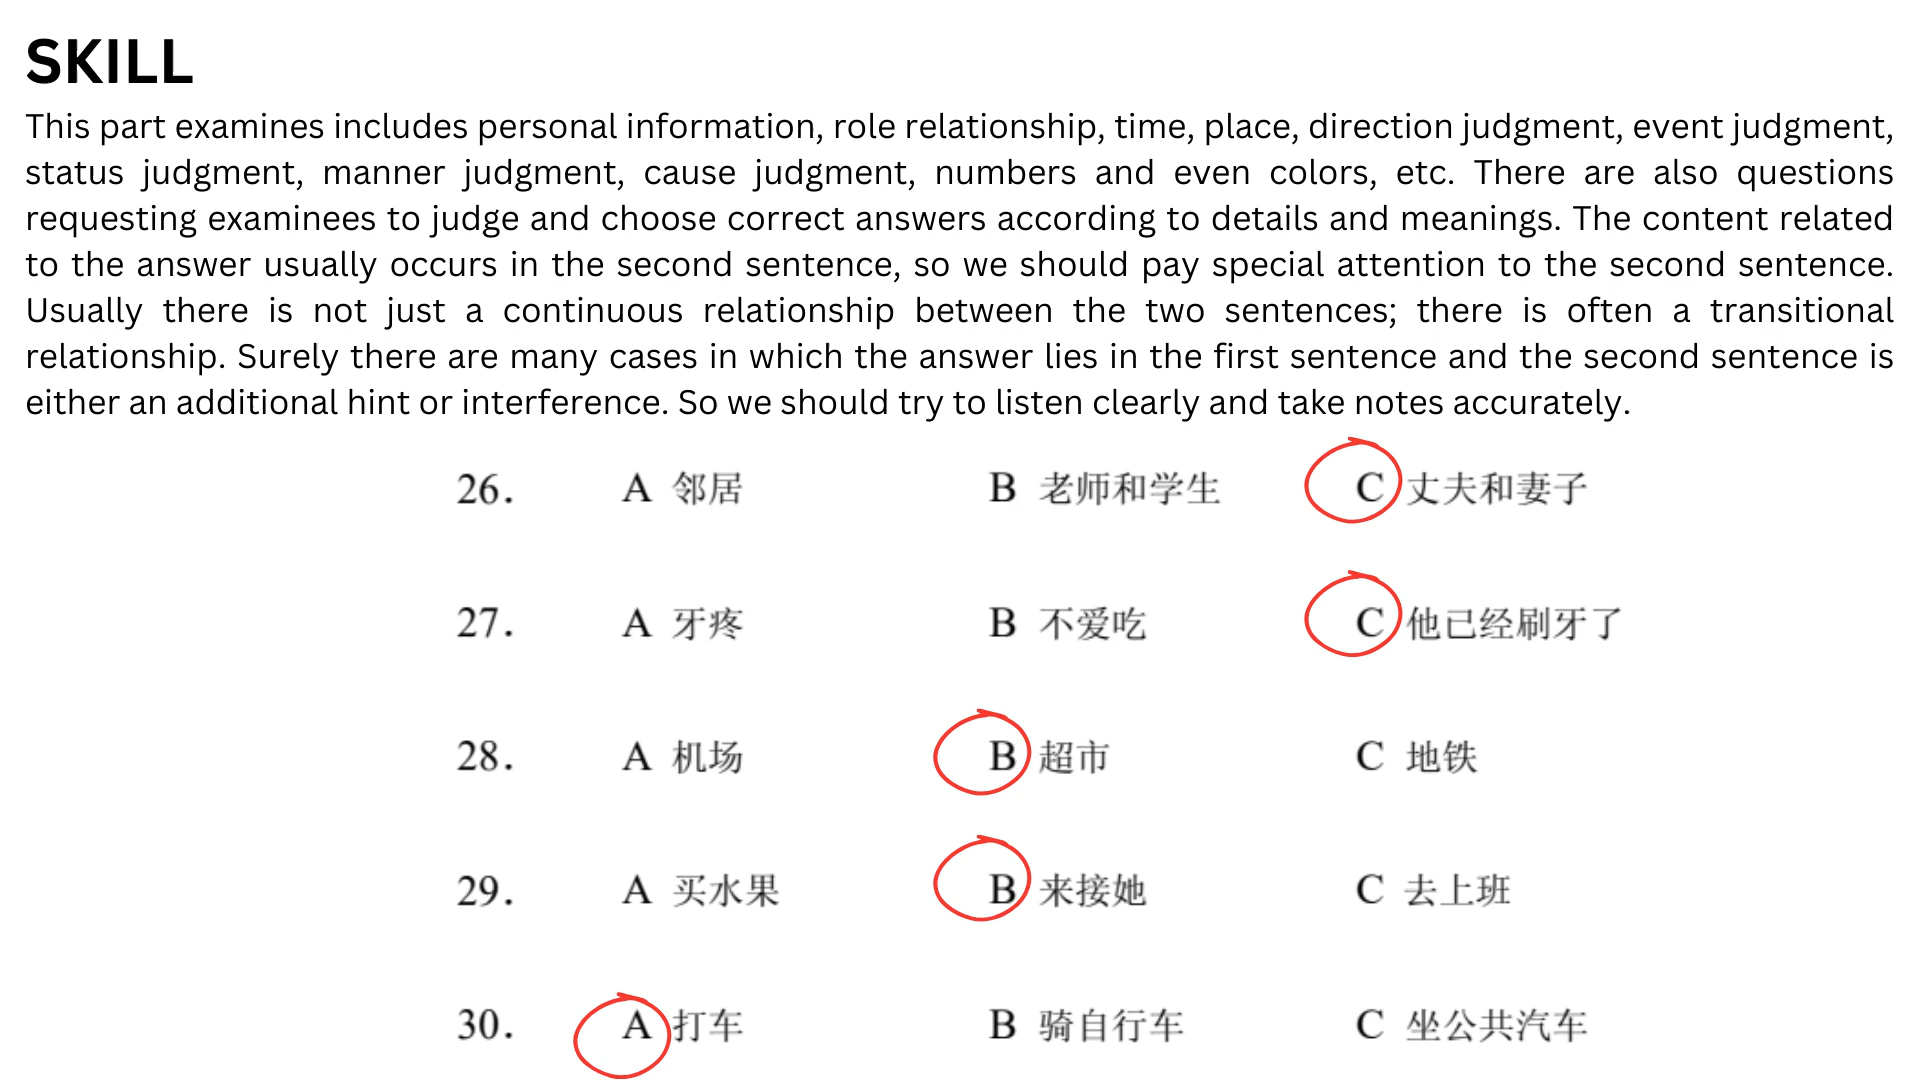 SKILL
This part examines includes personal information, role relationship, time, place, direction judgment, event judgment,
status judgment, manner judgment, cause judgment, numbers and even colors, etc. There are also questions
requesting examinees to judge and choose correct answers according to details and meanings. The content related
to the answer usually occurs in the second sentence, so we should pay special attention to the second sentence.
Usually there is not just a continuous relationship between the two sentences; there is often a transitional
relationship. Surely there are many cases in which the answer lies in the first sentence and the second sentence is
either an additional hint or interference. So we should try to listen clearly and take notes accurately.
26. A 邻居 B 老师和学生 C 丈夫和妻子
27. A 牙疼 B 不爱吃 C 他已经刷牙了
28. A 机场 B 超市 C 地铁
29. A 买水果 B 来接她 C 去上班
30. A 打车 B 骑自行车 C 坐公共汽车